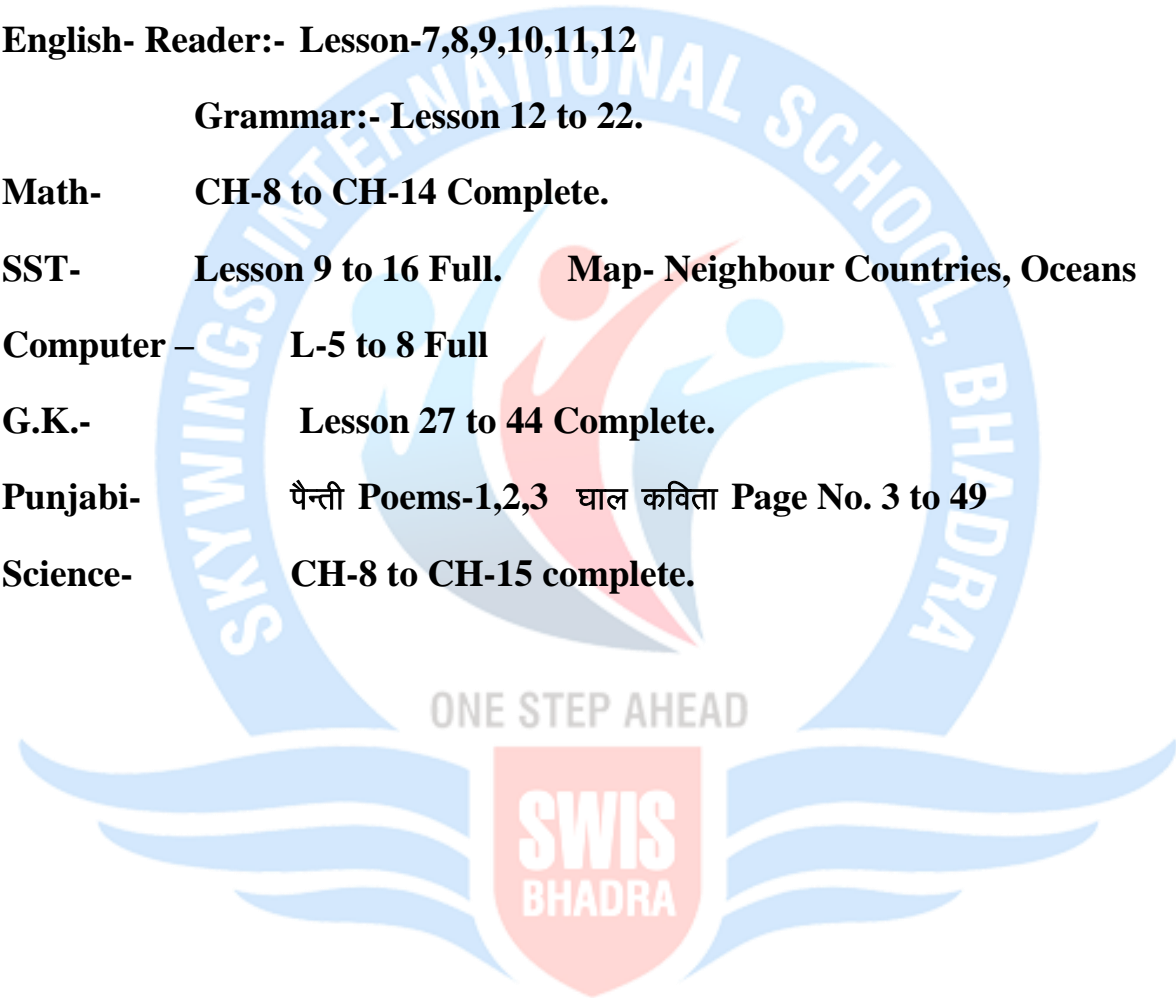 English- Reader:- Lesson-7,8,9,10,11,12
Grammar:- Lesson 12 to 22.
Math- CH-8 to CH-14 Complete.
SST- Lesson 9 to 16 Full. Map- Neighbour Countries, Oceans
Computer – L-5 to 8 Full
G.K.- Lesson 27 to 44 Complete.
Punjabi- पैन्ती Poems-1,2,3 घाल कविता Page No. 3 to 49
Science- CH-8 to CH-15 complete.
SKYWINGS INTERNATIONAL SCHOOL, BHADRA
ONE STEP AHEAD
SWIS
BHADRA